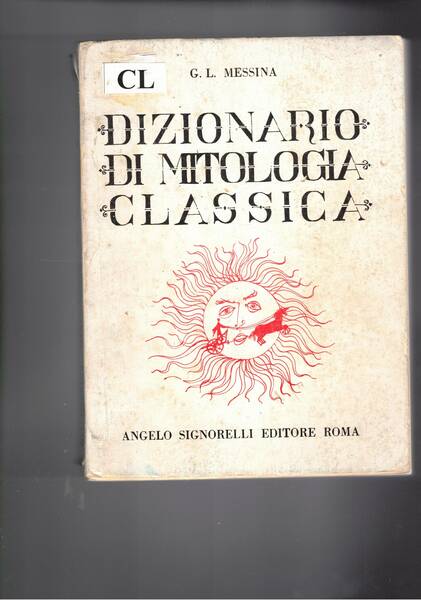 CL
G. L. MESSINA
DIZIONARIO
DI MITOLOGIA
CLASSICA
ANGELO SIGNORELLI EDITORE ROMA